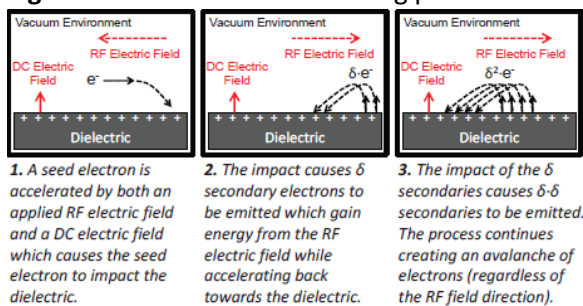 Vacuum Environment
RF Electric Field
DC Electric
Field
e-
+ + + + + + + + + + + +
Dielectric
Vacuum Environment
RF Electric Field
DC Electric
Field
δ·e-
+ + + + + + + + + + + +
Dielectric
Vacuum Environment
RF Electric Field
DC Electric
Field
δ²·e-
+ + + + + + + + + + + +
Dielectric
1. A seed electron is
accelerated by both an
applied RF electric field
and a DC electric field
which causes the seed
electron to impact the
dielectric.
2. The impact causes δ
secondary electrons to
be emitted which gain
energy from the RF
electric field while
accelerating back
towards the dielectric.
3. The impact of the δ
secondaries causes δ·δ
secondaries to be emitted.
The process continues
creating an avalanche of
electrons (regardless of
the RF field direction).